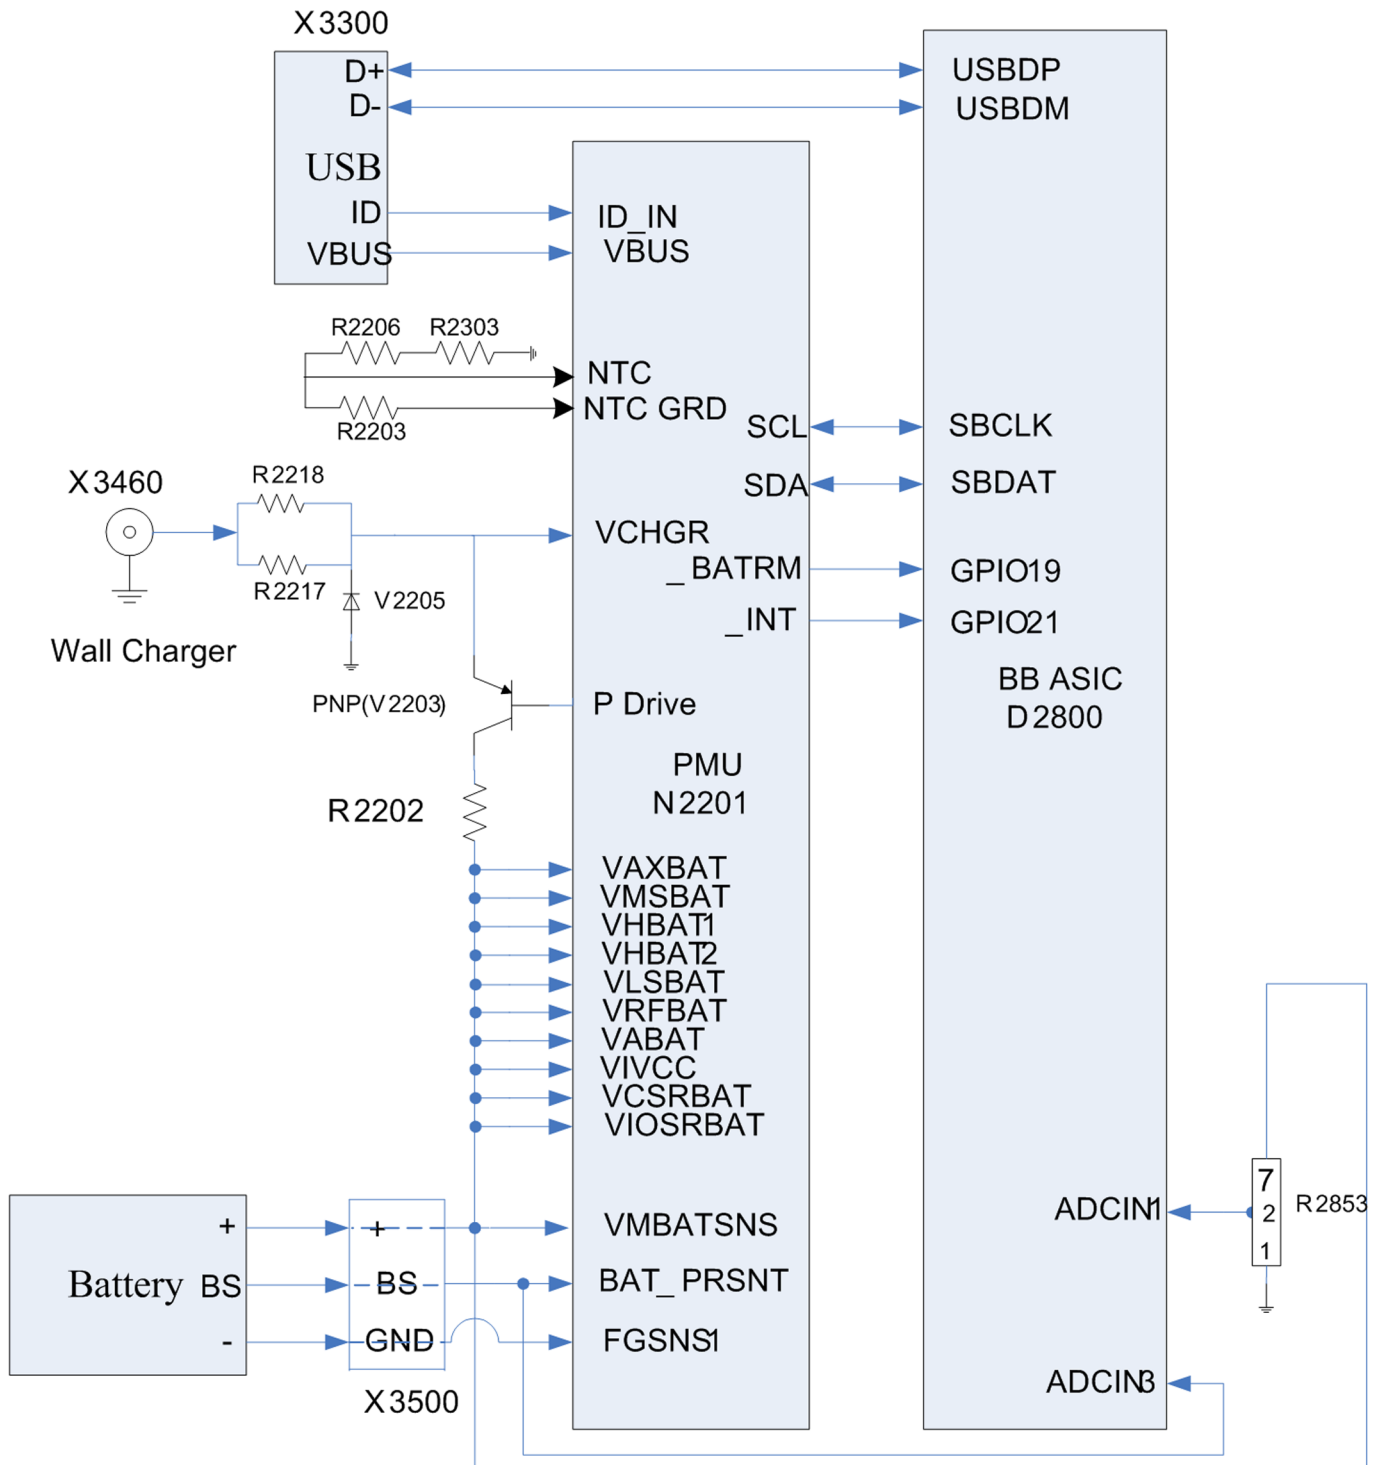 X3300
D+
D-
USB
ID
VBUS
USBDP
USBDM
ID_IN
VBUS
R2206 R2303
NTC
NTC GRD
R2203
SCL
SDA
SBCLK
SBDAT
X3460
R2218
R2217
V2205
Wall Charger
VCHGR
_BATRM
_INT
GPIO19
GPIO21
BB ASIC
D2800
PNP(V2203)
P Drive
PMU
N2201
R2202
VAXBAT
VMSBAT
VHBAT1
VHBAT2
VLSBAT
VRFBAT
VABAT
VIVCC
VCSRBAT
VIOSRBAT
7
2
1
R2853
ADCIN1
ADCIN3
+
Battery BS
-
+
BS
GND
X3500
VMBATSNS
BAT_PRSNT
FGSNS1